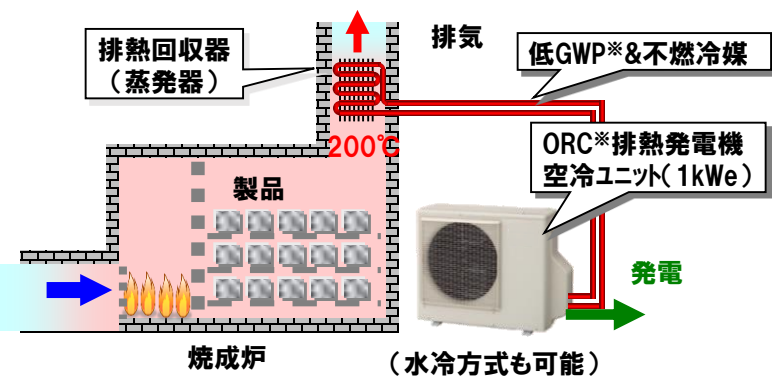 排熱回収器
（蒸発器）
排気
低GWP※&不燃冷媒
200℃
ORC※排熱発電機
空冷ユニット（1kWe）
製品
発電
焼成炉
（水冷方式も可能）